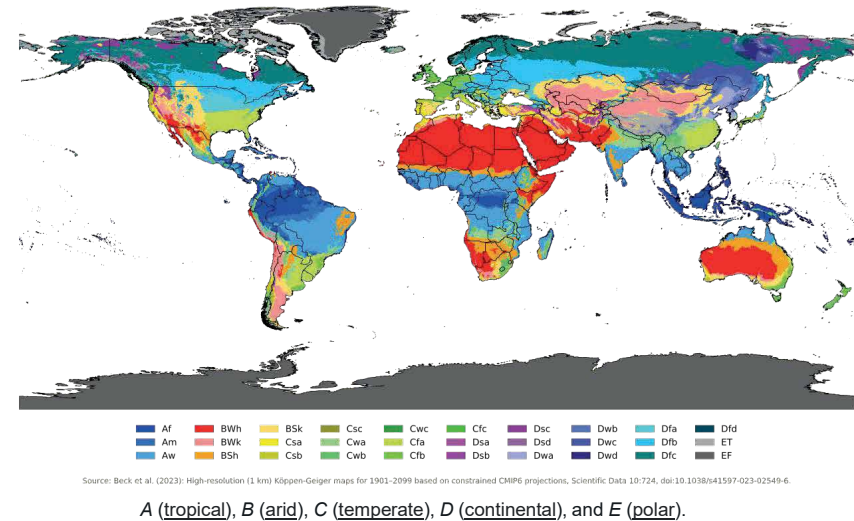 Af BWh BSk Csc Cwc Cfc Dsc Dwb Dfa Dfd
Am BWk Csa Cwa Cfa Dsa Dsd Dwc Dfb ET
Aw BSh Csb Cwb Cfb Dsb Dwa Dwd Dfc EF
Source: Beck et al. (2023): High-resolution (1 km) Köppen-Geiger maps for 1901–2099 based on constrained CMIP6 projections, Scientific Data 10:724, doi:10.1038/s41597-023-02549-6.
A (tropical), B (arid), C (temperate), D (continental), and E (polar).